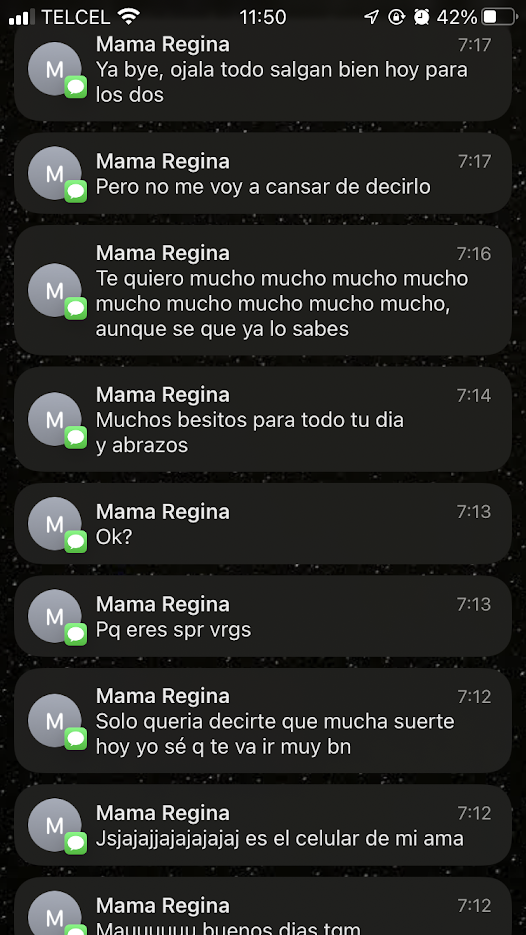 TELCEL 11:50 42%
Mama Regina 7:17
Ya bye, ojala todo salgan bien hoy para
los dos
M
Mama Regina 7:17
Pero no me voy a cansar de decirlo
M
Mama Regina 7:16
Te quiero mucho mucho mucho mucho
mucho mucho mucho mucho mucho,
aunque se que ya lo sabes
M
Mama Regina 7:14
Muchos besitos para todo tu dia
y abrazos
M
Mama Regina 7:13
Ok?
M
Mama Regina 7:13
Pq eres spr vrgs
M
Mama Regina 7:12
Solo queria decirte que mucha suerte
hoy yo sé q te va ir muy bn
M
Mama Regina 7:12
Jsjajajjajajajajaj es el celular de mi ama
M
Mama Regina 7:12
Mauuuuuu buenos dias tqm
M